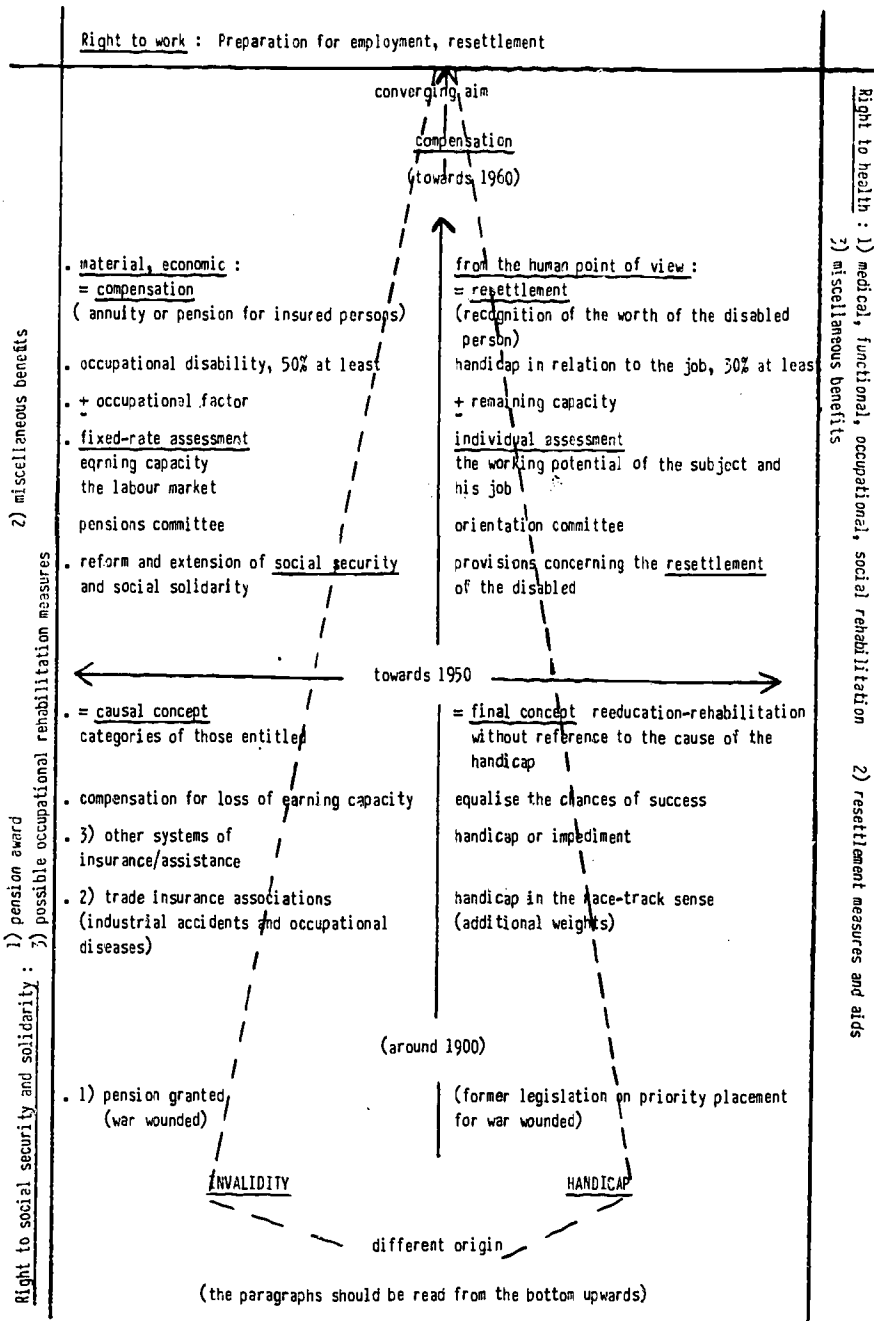 Right to work : Preparation for employment, resettlement
converging aim
compensation
(towards 1960)
. material, economic :
= compensation
( annuity or pension for insured persons)
. occupational disability, 50% at least
+ occupational factor
. fixed-rate assessment
eqrning capacity
the labour market
pensions committee
. reform and extension of social security
and social solidarity
from the human point of view :
= resettlement
(recognition of the worth of the disabled
person)
handicap in relation to the job, 30% at least
+ remaining capacity
individual assessment
the working potential of the subject and
his job
orientation committee
provisions concerning the resettlement
of the disabled
towards 1950
. = causal concept
categories of those entitled
. compensation for loss of earning capacity
. 3) other systems of
insurance/assistance
. 2) trade insurance associations
(industrial accidents and occupational
diseases)
= final concept reeducation-rehabilitation
without reference to the cause of the
handicap
equalise the chances of success
handicap or impediment
handicap in the race-track sense
(additional weights)
(around 1900)
. 1) pension granted
(war wounded)
(former legislation on priority placement
for war wounded)
INVALIDITY
HANDICAP
different origin
(the paragraphs should be read from the bottom upwards)
Right to social security and solidarity : 1) pension award 2) miscellaneous benefits
3) possible occupational rehabilitation measures
Right to health : 1) medical, functional, occupational, social rehabilitation 2) resettlement measures and aids
3) miscellaneous benefits